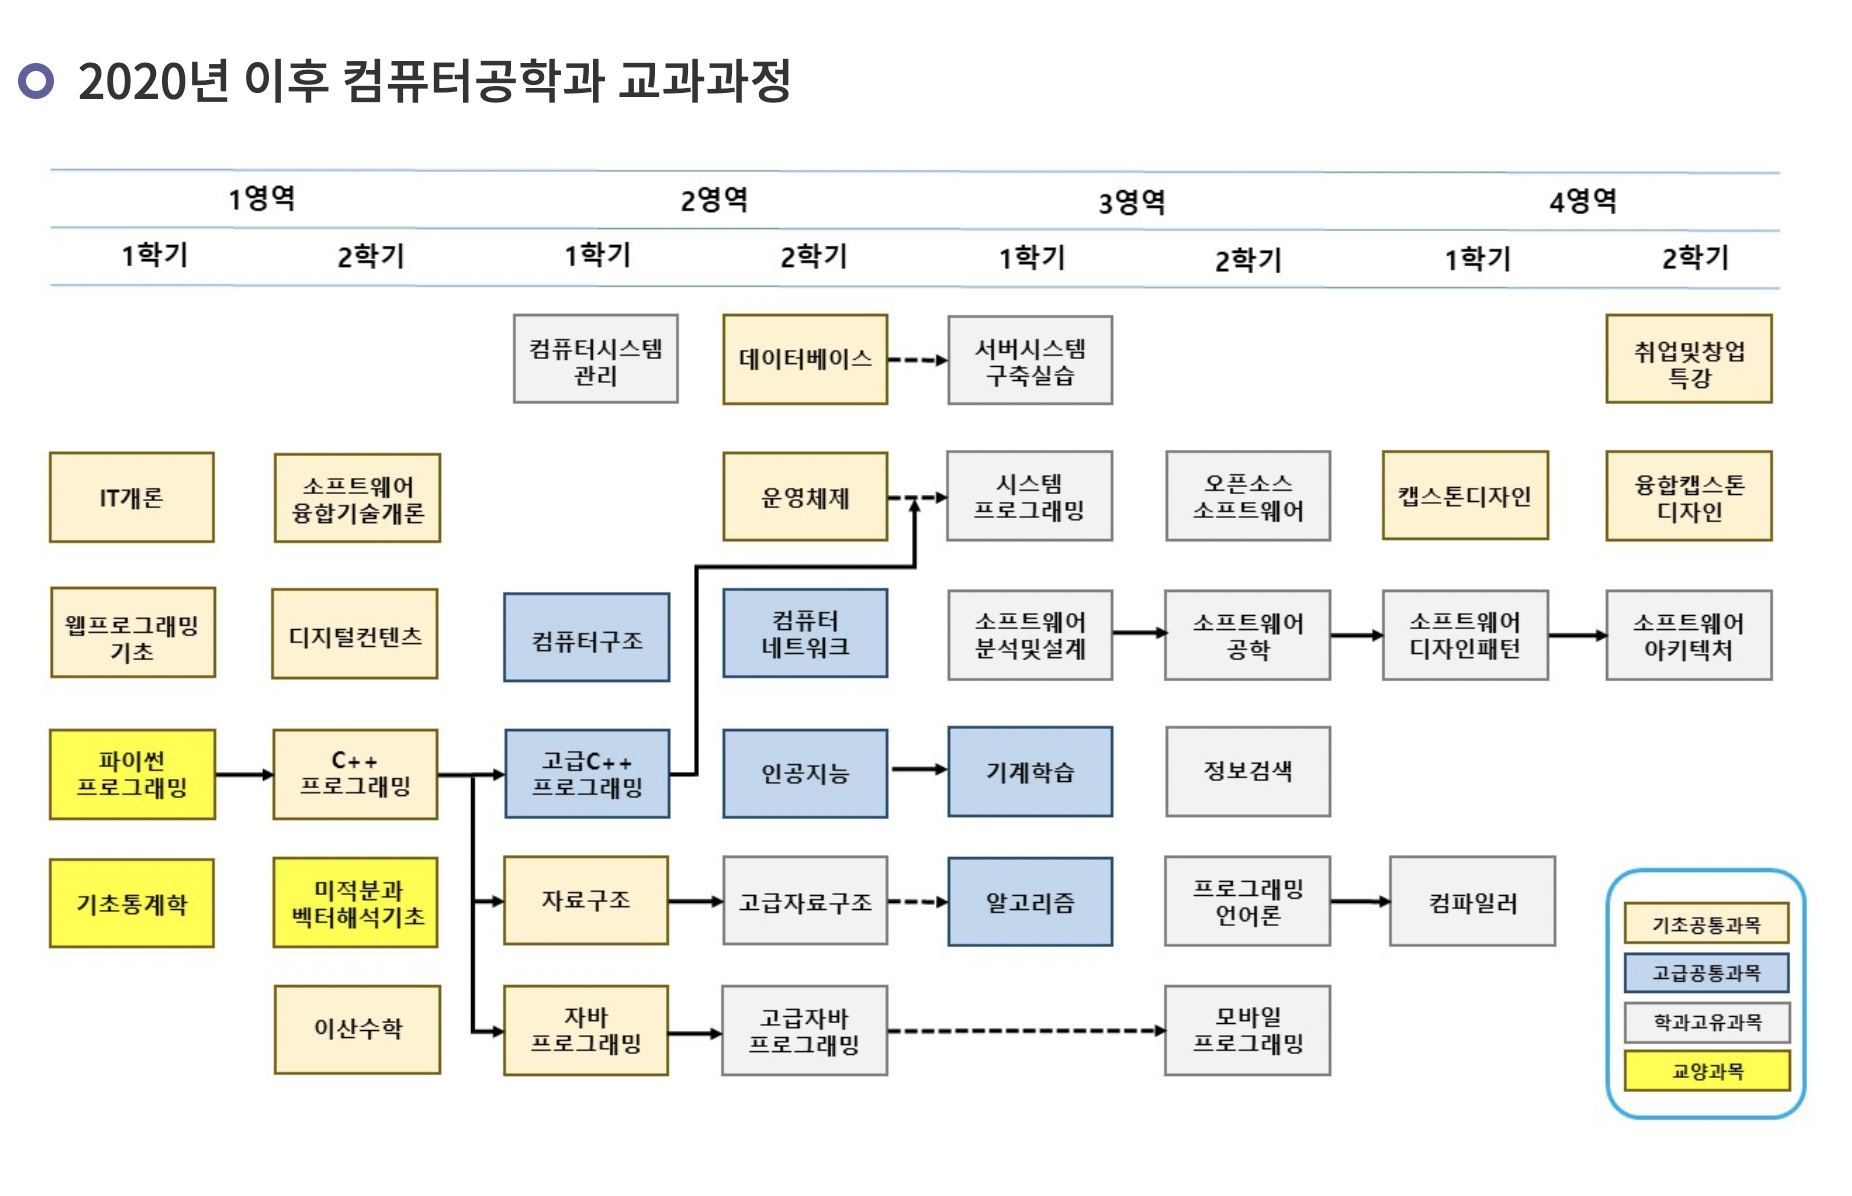 2020년 이후 컴퓨터공학과 교과과정
1영역
2영역
3영역
4영역
1학기
2학기
1학기
2학기
1학기
2학기
1학기
2학기
컴퓨터시스템
관리
데이터베이스
서버시스템
구축실습
취업및창업
특강
IT개론
소프트웨어
융합기술개론
운영체제
시스템
프로그래밍
오픈소스
소프트웨어
캡스톤디자인
융합캡스톤
디자인
웹프로그래밍
기초
디지털컨텐츠
컴퓨터구조
컴퓨터
네트워크
소프트웨어
분석및설계
소프트웨어
공학
소프트웨어
디자인패턴
소프트웨어
아키텍처
파이썬
프로그래밍
C++
프로그래밍
고급C++
프로그래밍
인공지능
기계학습
정보검색
기초통계학
미적분과
벡터해석기초
자료구조
고급자료구조
알고리즘
프로그래밍
언어론
컴파일러
이산수학
자바
프로그래밍
고급자바
프로그래밍
모바일
프로그래밍
기초공통과목
고급공통과목
학과고유과목
교양과목